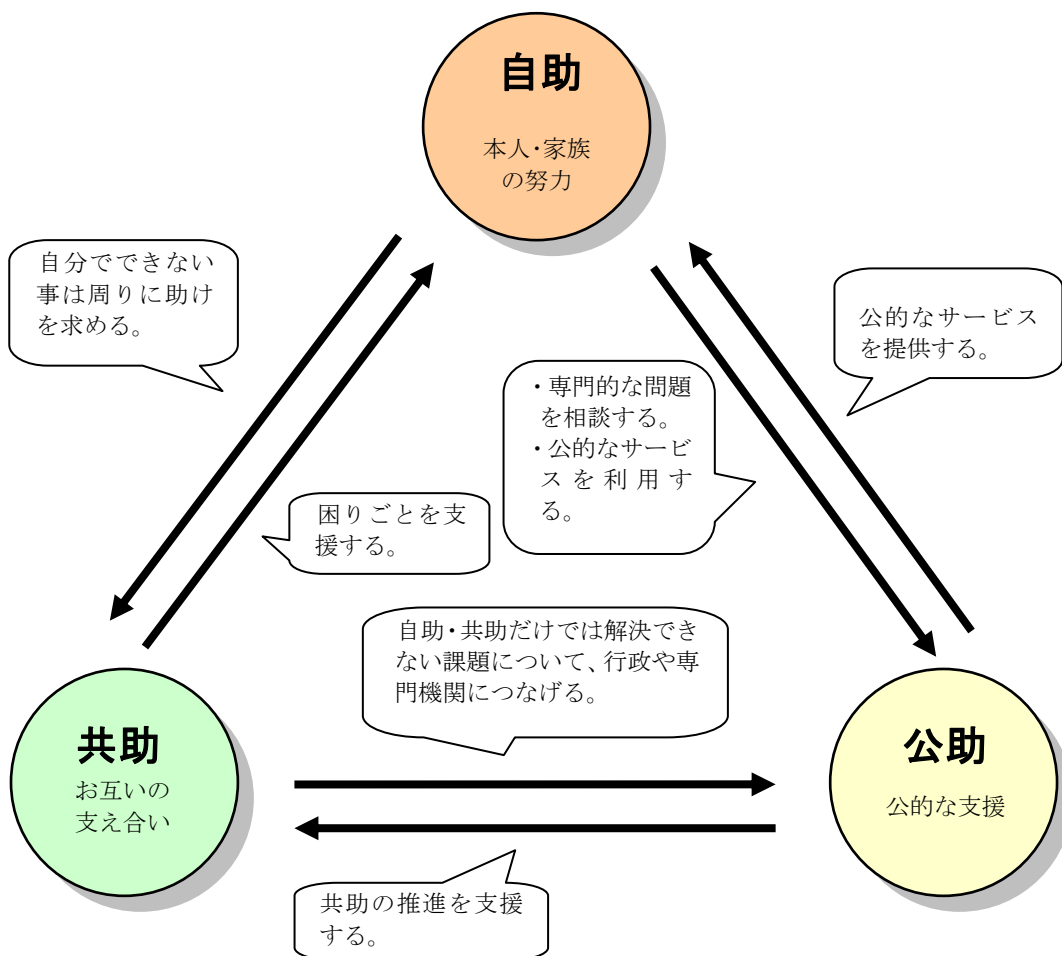 自助
本人・家族
の努力
自分でできない
事は周りに助け
を求める。
公的なサービス
を提供する。
・専門的な問題
を相談する。
・公的なサービ
スを利用す
る。
困りごとを支
援する。
自助・共助だけでは解決でき
ない課題について、行政や専
門機関につなげる。
共助
お互いの
支え合い
公助
公的な支援
共助の推進を支援
する。